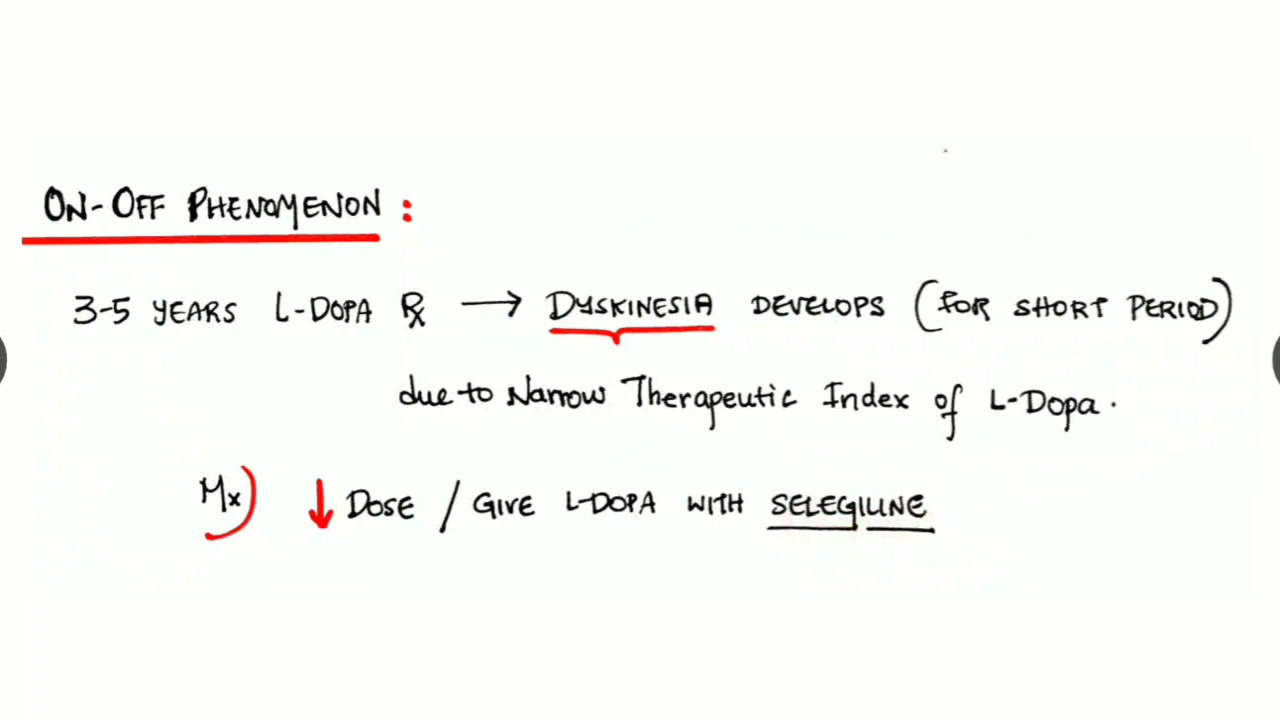 ON-OFF PHENOMENON :
3-5 YEARS L-DOPA Rx → DYSKINESIA DEVELOPS (FOR SHORT PERIOD)
due to Narrow Therapeutic Index of L-Dopa.
Mx) ↓ DOSE / GIVE L-DOPA WITH SELEGILINE